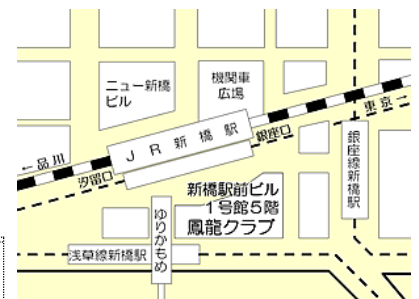 ニュー新橋
ビル
機関車
広場
東京→
銀座口
JR新橋駅
←品川
汐留口
銀座線新橋駅
新橋駅前ビル
1号館5階
鳳龍クラブ
ゆりかもめ
浅草線新橋駅